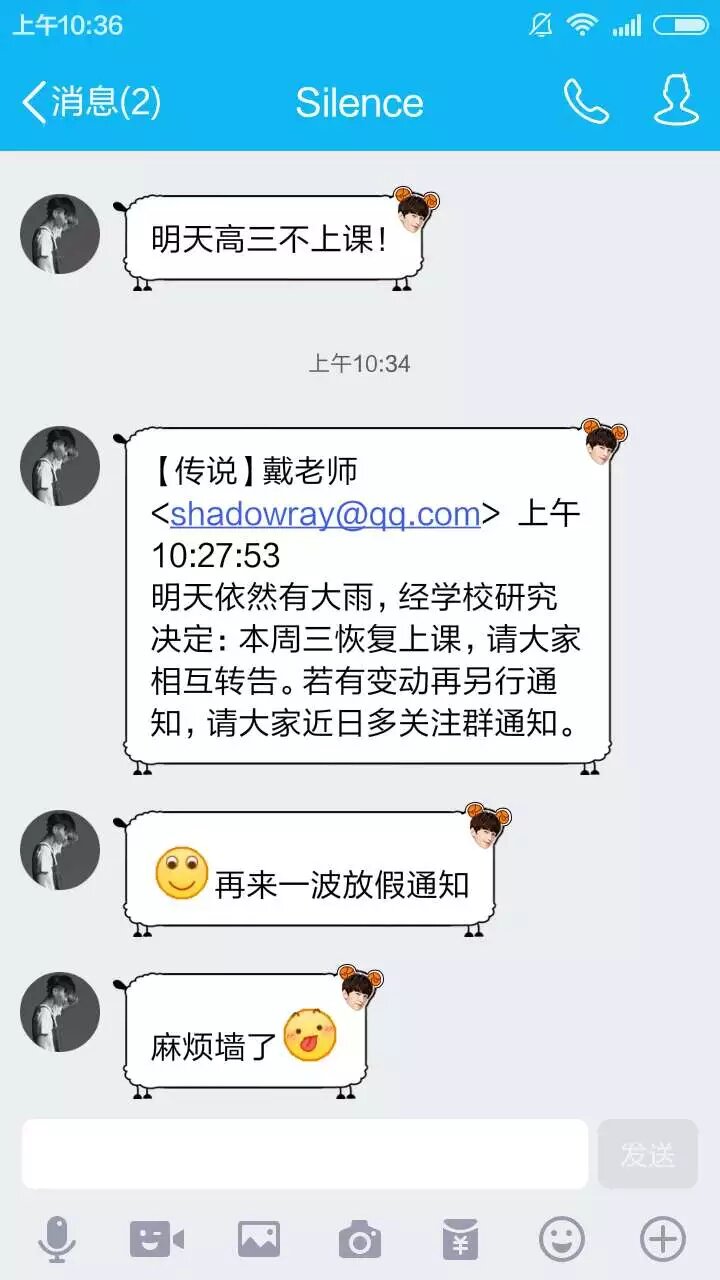 上午10:36
消息(2)
Silence
明天高三不上课!
上午10:34
【传说】戴老师
<shadowray@qq.com> 上午
10:27:53
明天依然有大雨,经学校研究
决定:本周三恢复上课,请大家
相互转告。若有变动再另行通
知,请大家近日多关注群通知。
再来一波放假通知
麻烦墙了
发送